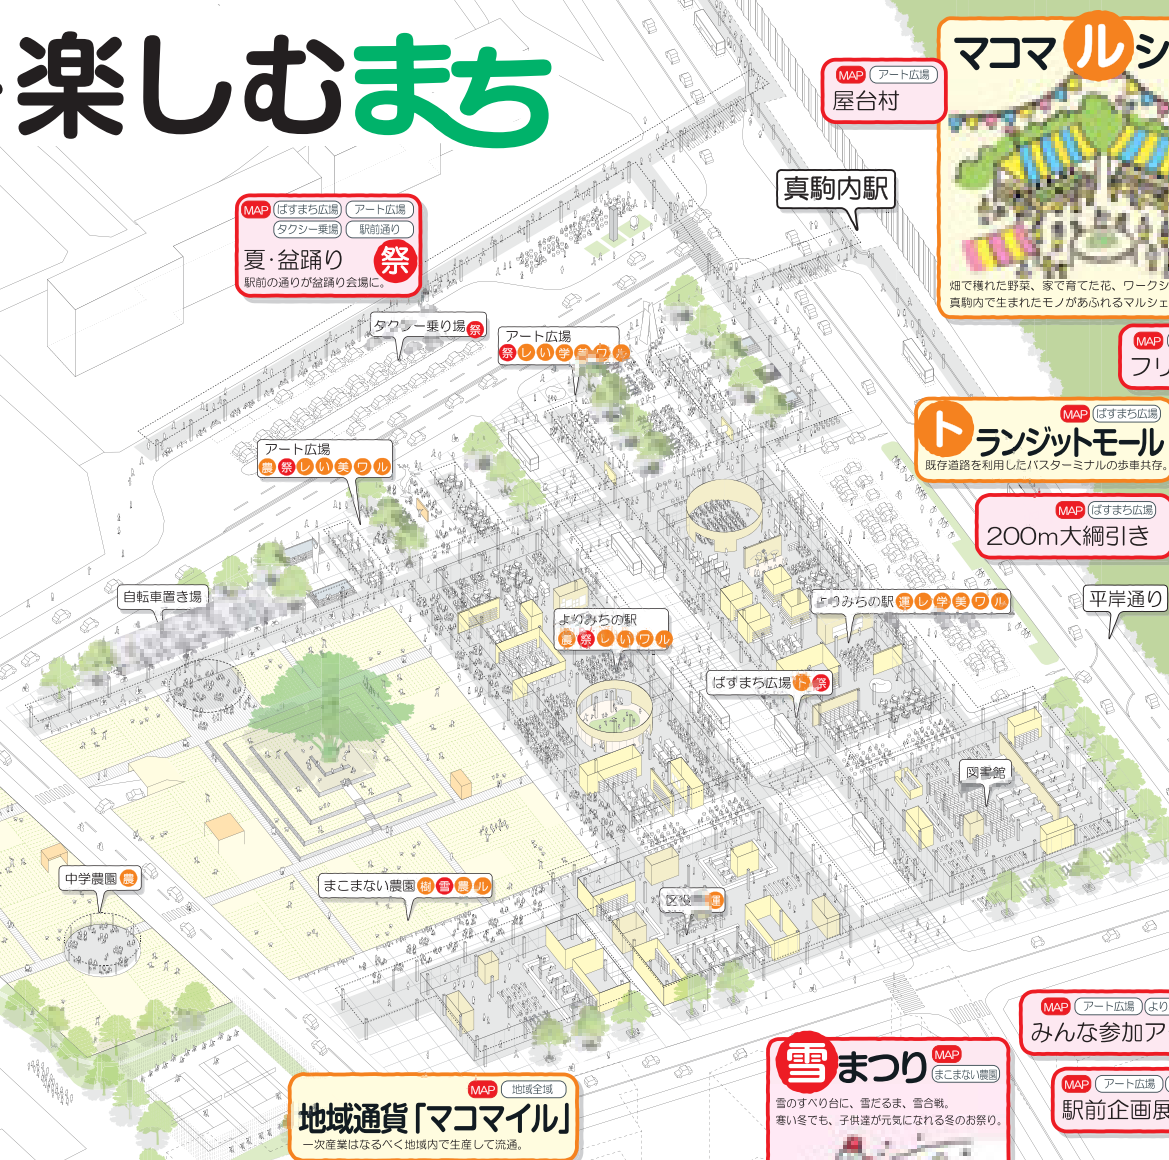 楽しむまち
MAP アート広場
屋台村
マコマルシ
畑で穫れた野菜、家で育てた花、ワークシ
真駒内で生まれたモノがあふれるマルシェ
真駒内駅
MAP ばすまち広場 アート広場
タクシー乗場 駅前通り
夏・盆踊り 祭
駅前の通りが盆踊り会場に。
タクシー乗り場 祭
アート広場
祭 レ い 学 美 ワ ル
MAP
フリ
MAP ばすまち広場
トランジットモール
既存道路を利用したバスターミナルの歩車共存。
アート広場
農 祭 レ い 美 ワ ル
MAP ばすまち広場
200m大綱引き
自転車置き場
平岸通り
よりみちの駅 運 レ 学 美 ワ ル
よりみちの駅
農 祭 レ い ワ ル
ばすまち広場 ト 祭
図書館
中学農園 農
まこまない農園 樹 雪 農 ル
区役 運
MAP アート広場 より
みんな参加ア
雪まつり MAP
まこまない農園
雪のすべり台に、雪だるま、雪合戦。
寒い冬でも、子供達が元気になれる冬のお祭り。
MAP アート広場
駅前企画展
MAP 地域全域
地域通貨「マコマイル」
一次産業はなるべく地域内で生産して流通。